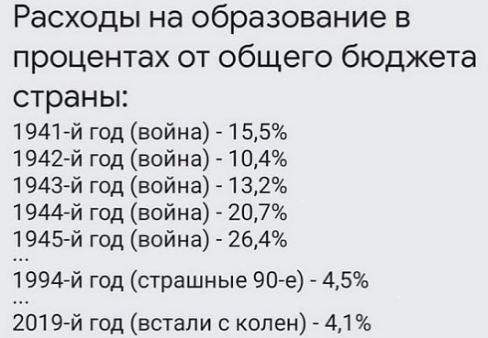 Расходы на образование в
процентах от общего бюджета
страны:
1941-й год (война) - 15,5%
1942-й год (война) - 10,4%
1943-й год (война) - 13,2%
1944-й год (война) - 20,7%
1945-й год (война) - 26,4%
...
1994-й год (страшные 90-е) - 4,5%
...
2019-й год (встали с колен) - 4,1%